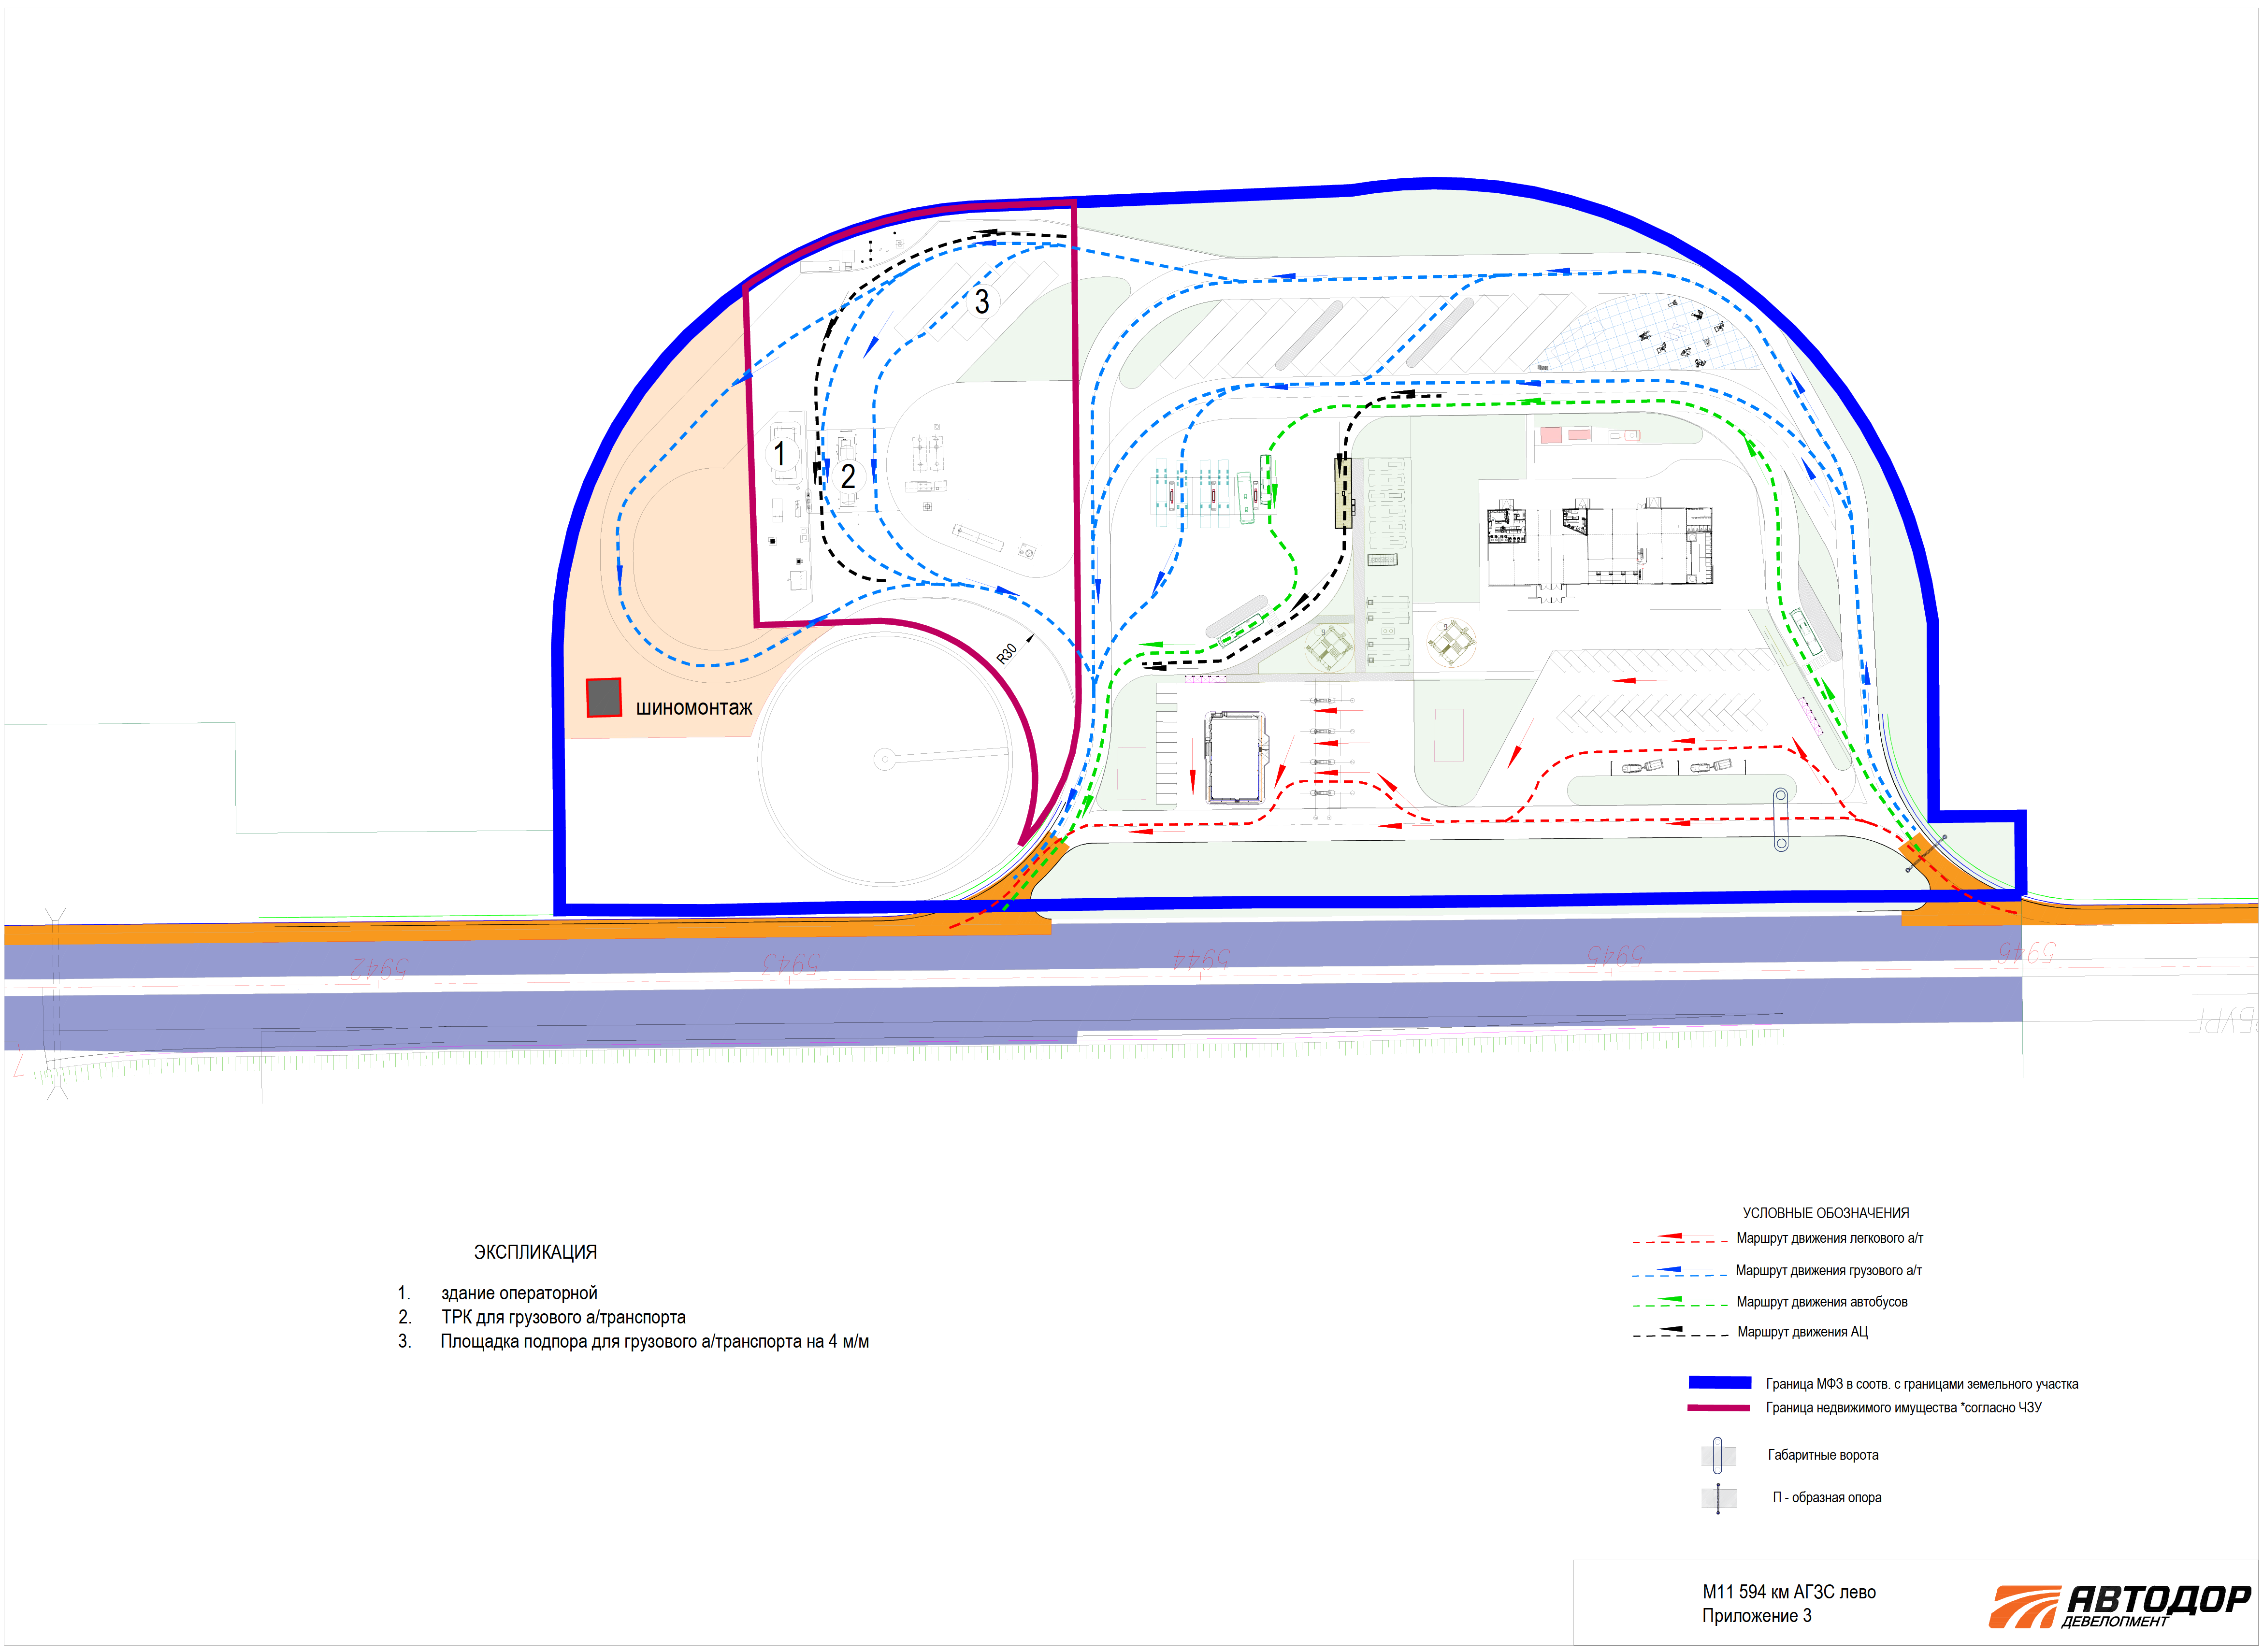 3
1
2
R30
шиномонтаж
5942
5943
5944
5945
5946
7
БУРГ
ЭКСПЛИКАЦИЯ
1. здание операторной
2. ТРК для грузового а/транспорта
3. Площадка подпора для грузового а/транспорта на 4 м/м
УСЛОВНЫЕ ОБОЗНАЧЕНИЯ
Маршрут движения легкового а/т
Маршрут движения грузового а/т
Маршрут движения автобусов
Маршрут движения АЦ
Граница МФЗ в соотв. с границами земельного участка
Граница недвижимого имущества *согласно ЧЗУ
Габаритные ворота
П - образная опора
М11 594 км АГЗС лево
Приложение 3
АВТОДОР
ДЕВЕЛОПМЕНТ